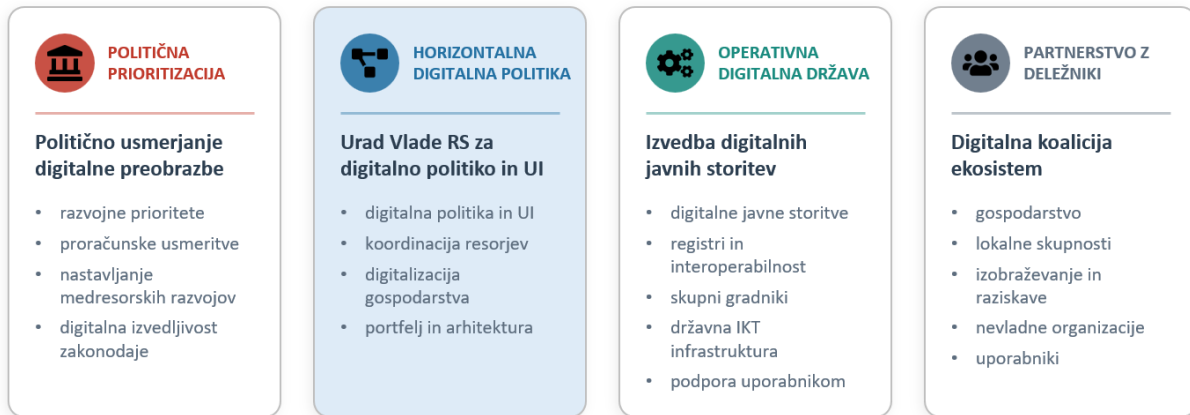 POLITIČNA
PRIORITIZACIJA
Politično usmerjanje
digitalne preobrazbe
• razvojne prioritete
• proračunske usmeritve
• nastavljanje
medresorskih razvojov
• digitalna izvedljivost
zakonodaje
HORIZONTALNA
DIGITALNA POLITIKA
Urad Vlade RS za
digitalno politiko in UI
• digitalna politika in UI
• koordinacija resorjev
• digitalizacija
gospodarstva
• portfelj in arhitektura
OPERATIVNA
DIGITALNA DRŽAVA
Izvedba digitalnih
javnih storitev
• digitalne javne storitve
• registri in
interoperabilnost
• skupni gradniki
• državna IKT
infrastruktura
• podpora uporabnikom
PARTNERSTVO Z
DELEŽNIKI
Digitalna koalicija
ekosistem
• gospodarstvo
• lokalne skupnosti
• izobraževanje in
raziskave
• nevladne organizacije
• uporabniki